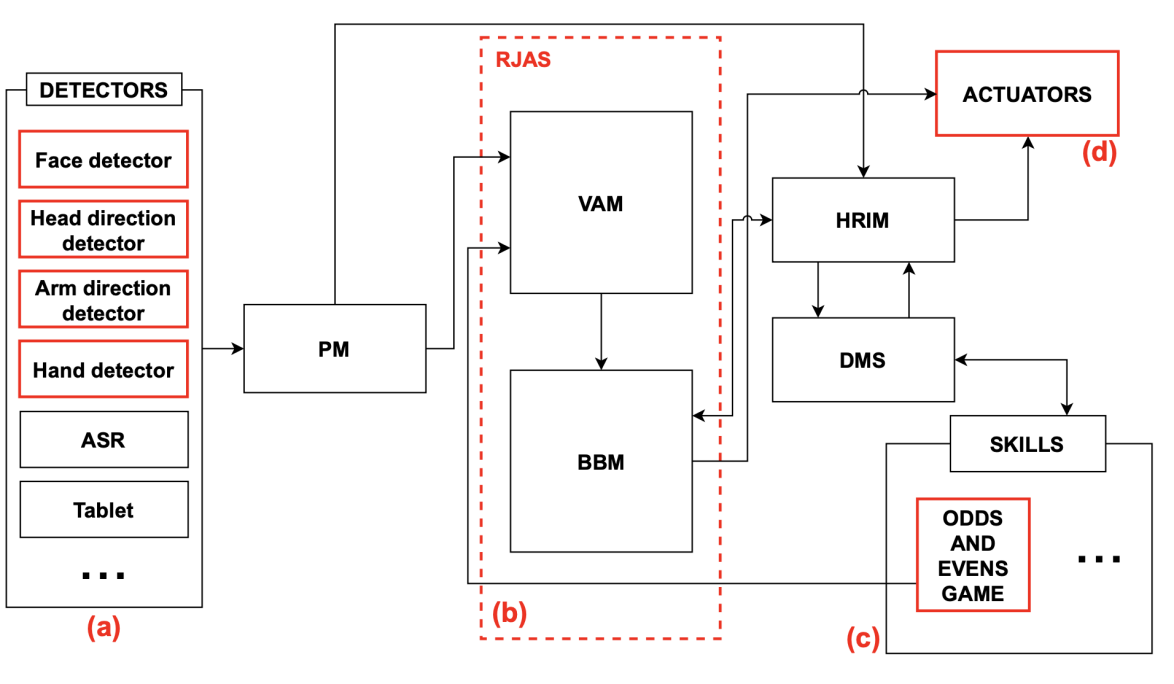 DETECTORS
Face detector
Head direction
detector
Arm direction
detector
Hand detector
ASR
Tablet
...
(a)
PM
RJAS
VAM
BBM
(b)
ACTUATORS
(d)
HRIM
DMS
SKILLS
ODDS
AND
EVENS
GAME
...
(c)